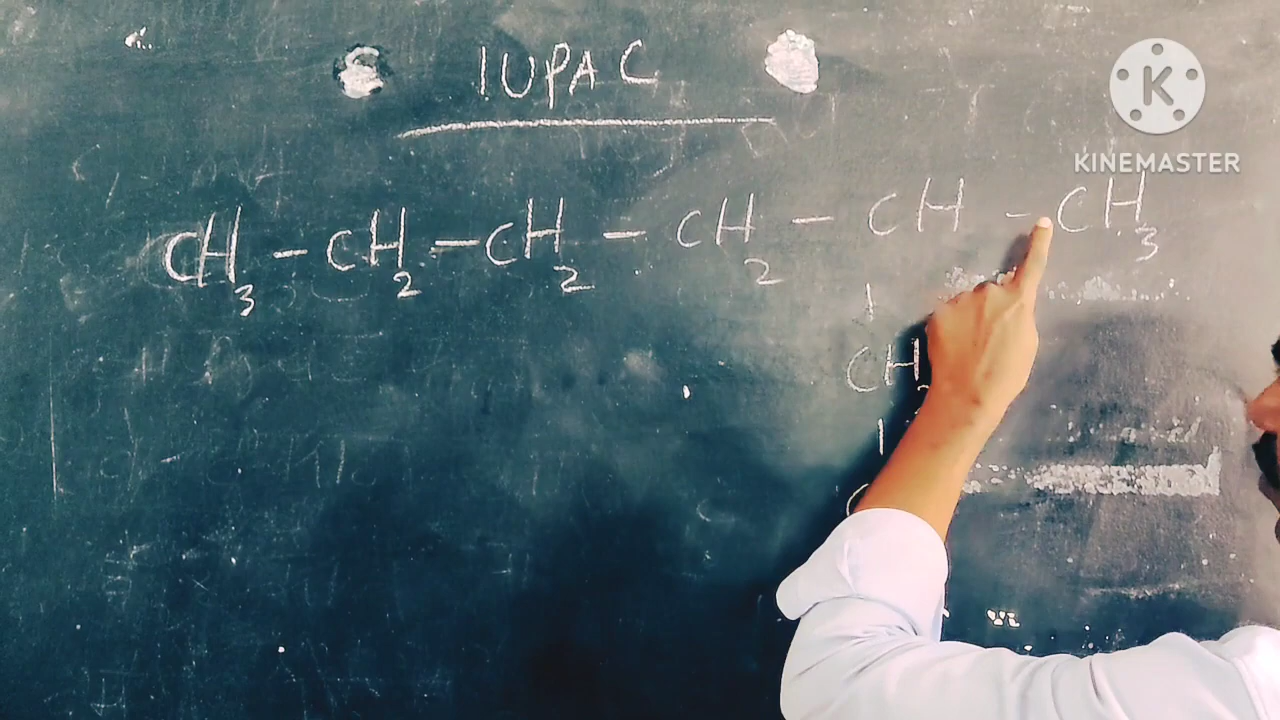 IUPAC
KINEMASTER
CH₃ - CH₂ - CH₂ - CH₂ - CH - CH₃
|
CH₂
|
C